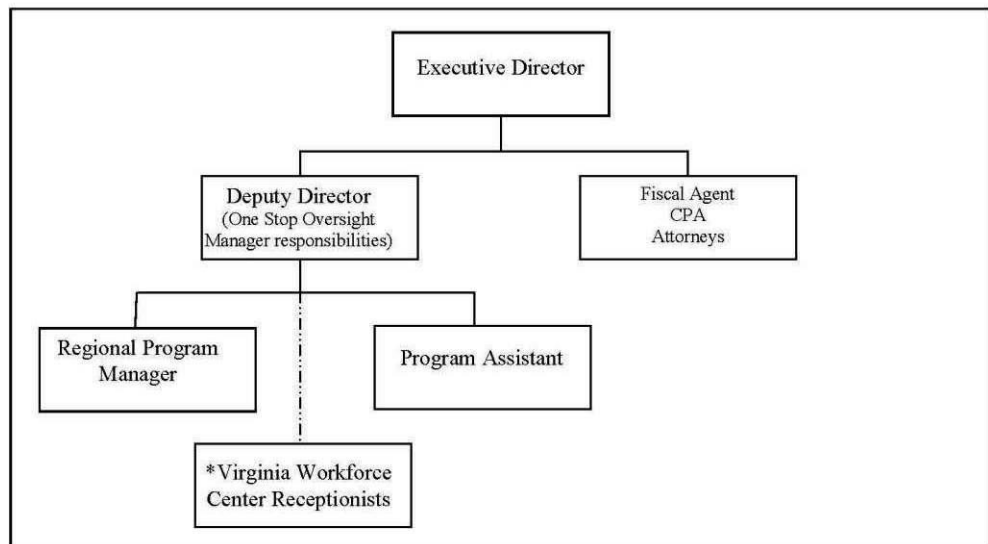 Executive Director
Deputy Director
(One Stop Oversight
Manager responsibilities)
Fiscal Agent
CPA
Attorneys
Regional Program
Manager
Program Assistant
*Virginia Workforce
Center Receptionists